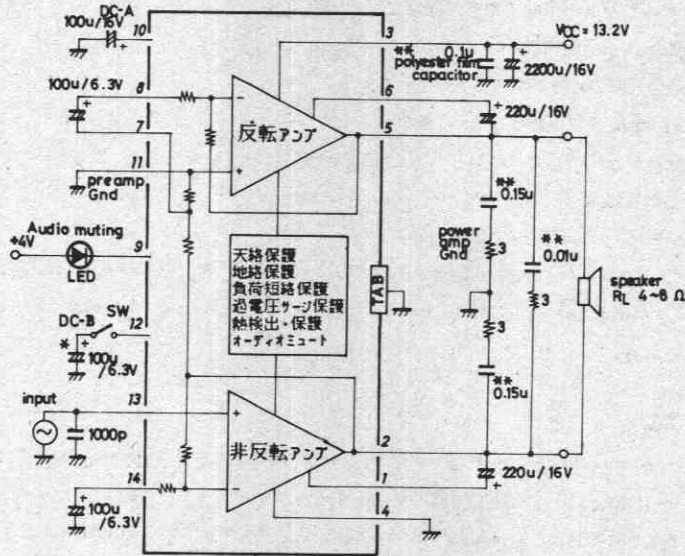 DC-A
100u/16V
+
10
3
VCC = 13.2V
**
0.1u
polyester film
capacitor
+
2200u/16V
100u/6.3V
8
+
7
6
+
220u/16V
−
反転アンプ
+
5
11
preamp
Gnd
**
0.15u
power
amp
Gnd
3
**
0.01u
3
speaker
RL 4~8 Ω
Audio muting
+4V
LED
9
天絡保護
地絡保護
負荷短絡保護
過電圧サージ保護
熱検出・保護
オーディオミュート
TAB
DC-B
SW
12
*
+
100u
/6.3V
3
**
0.15u
input
13
1000p
+
非反転アンプ
−
2
14
+
100u
/6.3V
1
+
220u/16V
4